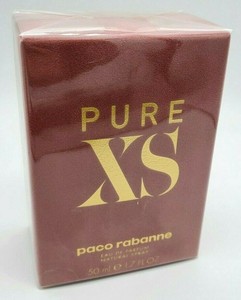 PURE
XS
paco rabanne
EAU DE PARFUM
NATURAL SPRAY
50 ml e 1.7 FL.OZ